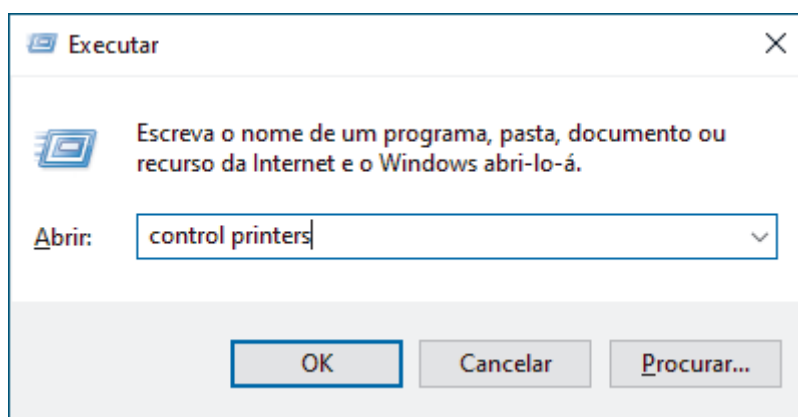 Executar
Escreva o nome de um programa, pasta, documento ou
recurso da Internet e o Windows abri-lo-á.
Abrir: control printers
OK Cancelar Procurar...